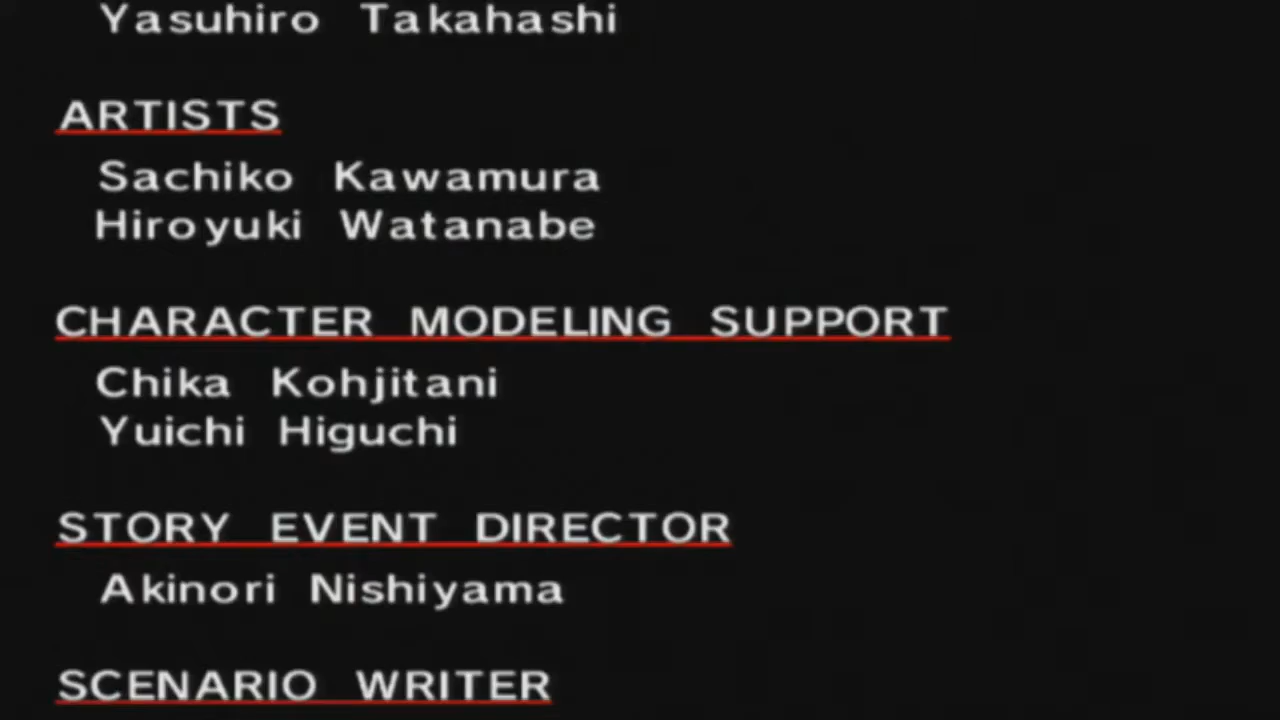 Yasuhiro Takahashi
ARTISTS
Sachiko Kawamura
Hiroyuki Watanabe
CHARACTER MODELING SUPPORT
Chika Kohjitani
Yuichi Higuchi
STORY EVENT DIRECTOR
Akinori Nishiyama
SCENARIO WRITER